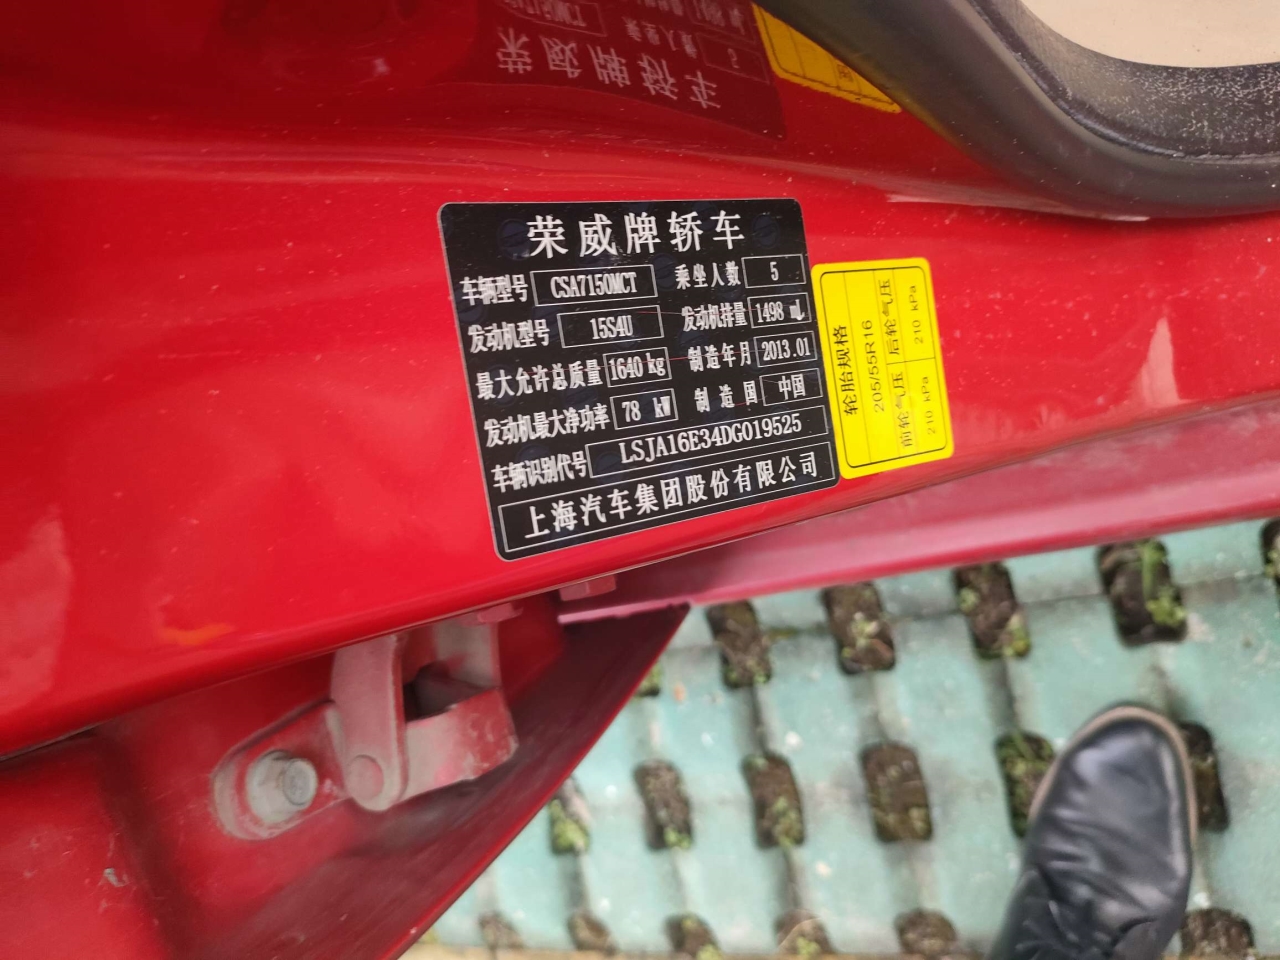 荣威牌轿车
车辆型号 CSA7150MCT 乘坐人数 5
发动机型号 15S4U 发动机排量 1498 mL
最大允许总质量 1640 kg 制造年月 2013.01
发动机最大净功率 78 kW 制造国 中国
车辆识别代号 LSJA16E34DG019525
上海汽车集团股份有限公司
轮胎规格
205/55R16
前轮气压 后轮气压
210 kPa 210 kPa